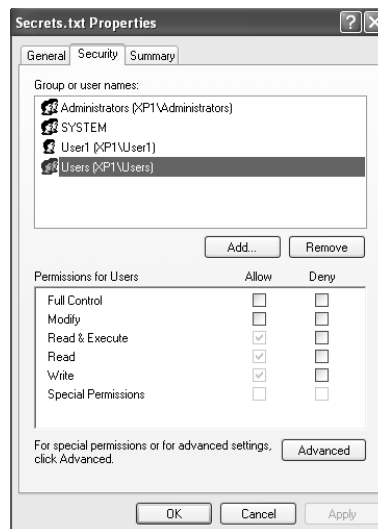 Secrets.txt Properties
General Security Summary
Group or user names:
Administrators (XP1\Administrators)
SYSTEM
User1 (XP1\User1)
Users (XP1\Users)
Add... Remove
Permissions for Users Allow Deny
Full Control
Modify
Read & Execute
Read
Write
Special Permissions
For special permissions or for advanced settings,
click Advanced.
Advanced
OK Cancel Apply